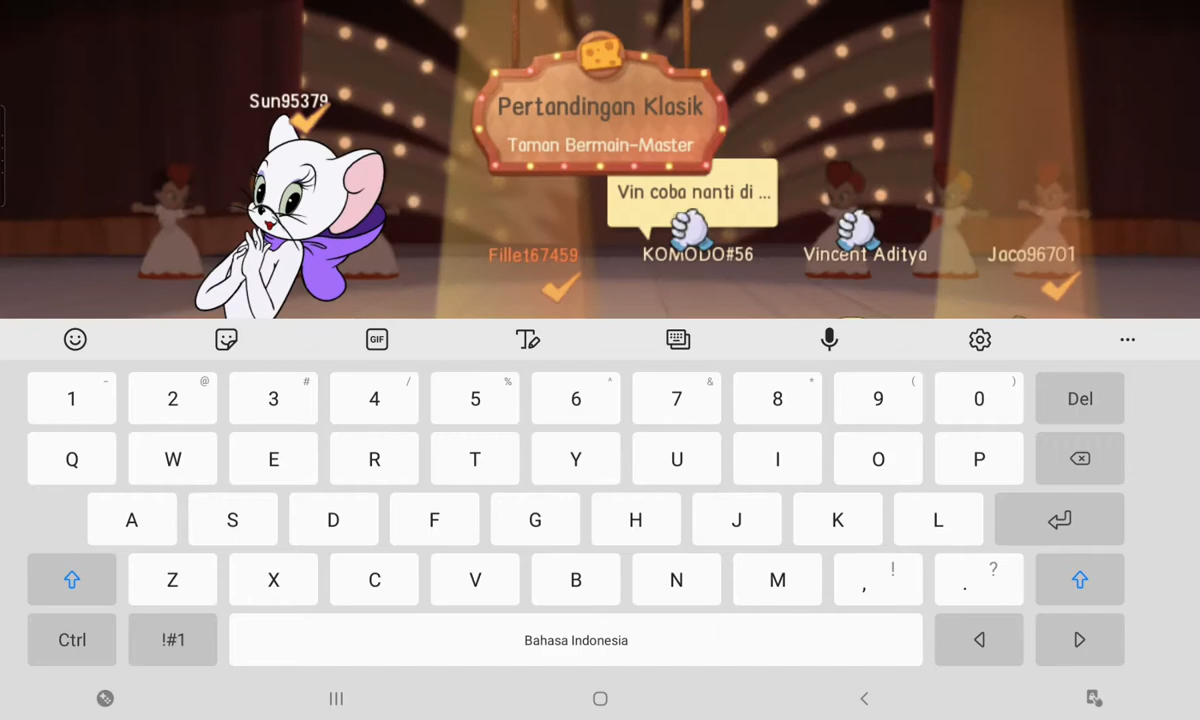 Sun95379
Pertandingan Klasik
Taman Bermain-Master
Vin coba nanti di ...
Fillet67459
KOMODO#56
Vincent Aditya
Jaco96701
GIF
1 - 2 @ 3 # 4 / 5 % 6 ^ 7 & 8 * 9 ( 0 ) Del
Q W E R T Y U I O P
A S D F G H J K L
Z X C V B N M , ! . ?
Ctrl !#1 Bahasa Indonesia